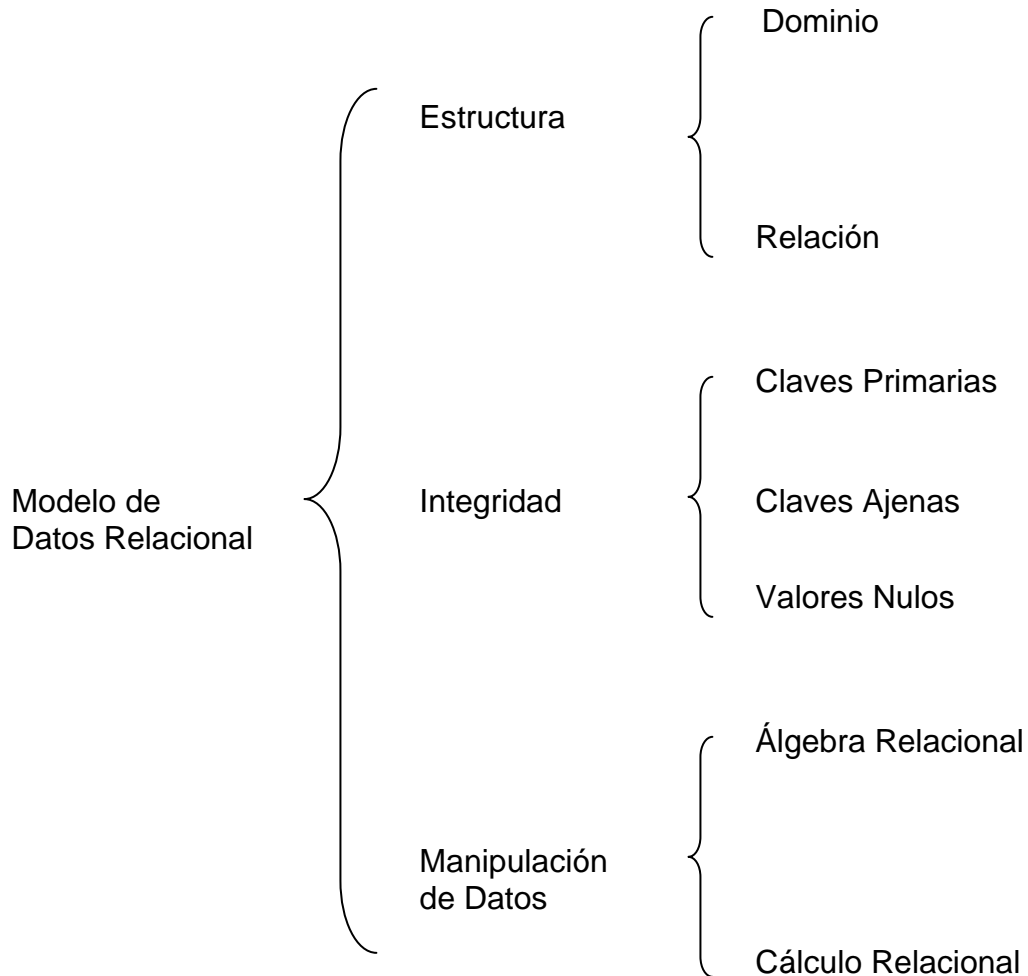 Modelo de
Datos Relacional
Estructura
Dominio
Relación
Integridad
Claves Primarias
Claves Ajenas
Valores Nulos
Manipulación
de Datos
Álgebra Relacional
Cálculo Relacional